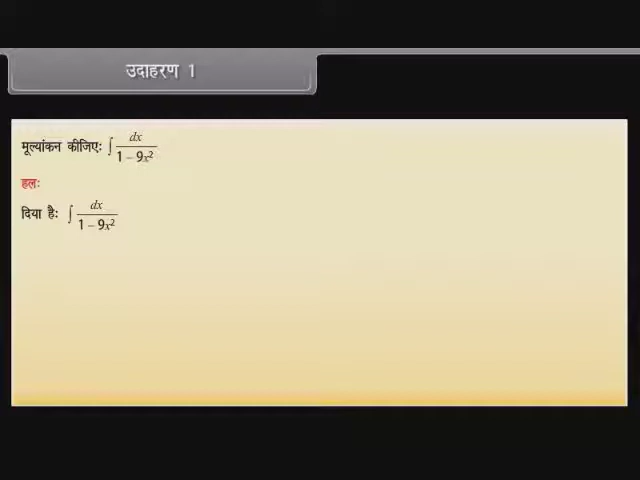 उदाहरण 1
मूल्यांकन कीजिए: ∫ dx / 1 – 9x²
हल:
दिया है: ∫ dx / 1 – 9x²